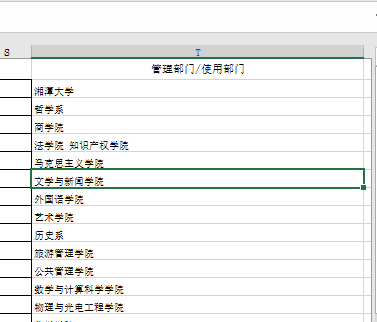 S T
管理部门/使用部门
湘潭大学
哲学系
商学院
法学院 知识产权学院
马克思主义学院
文学与新闻学院
外国语学院
艺术学院
历史系
旅游管理学院
公共管理学院
数学与计算科学学院
物理与光电工程学院